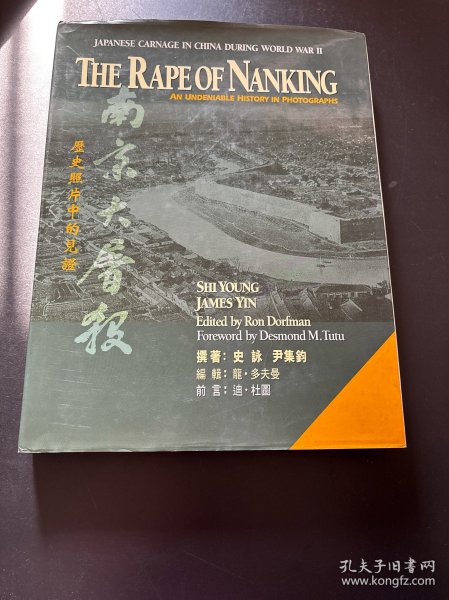 JAPANESE CARNAGE IN CHINA DURING WORLD WAR II
THE RAPE OF NANKING
AN UNDENIABLE HISTORY IN PHOTOGRAPHS
南京大屠殺
歷史照片中的見證
SHI YOUNG
JAMES YIN
Edited by Ron Dorfman
Foreword by Desmond M. Tutu
撰著：史詠 尹集鈞
編輯：龍·多夫曼
前言：迪·杜圖
孔夫子旧书网
www.kongfz.com